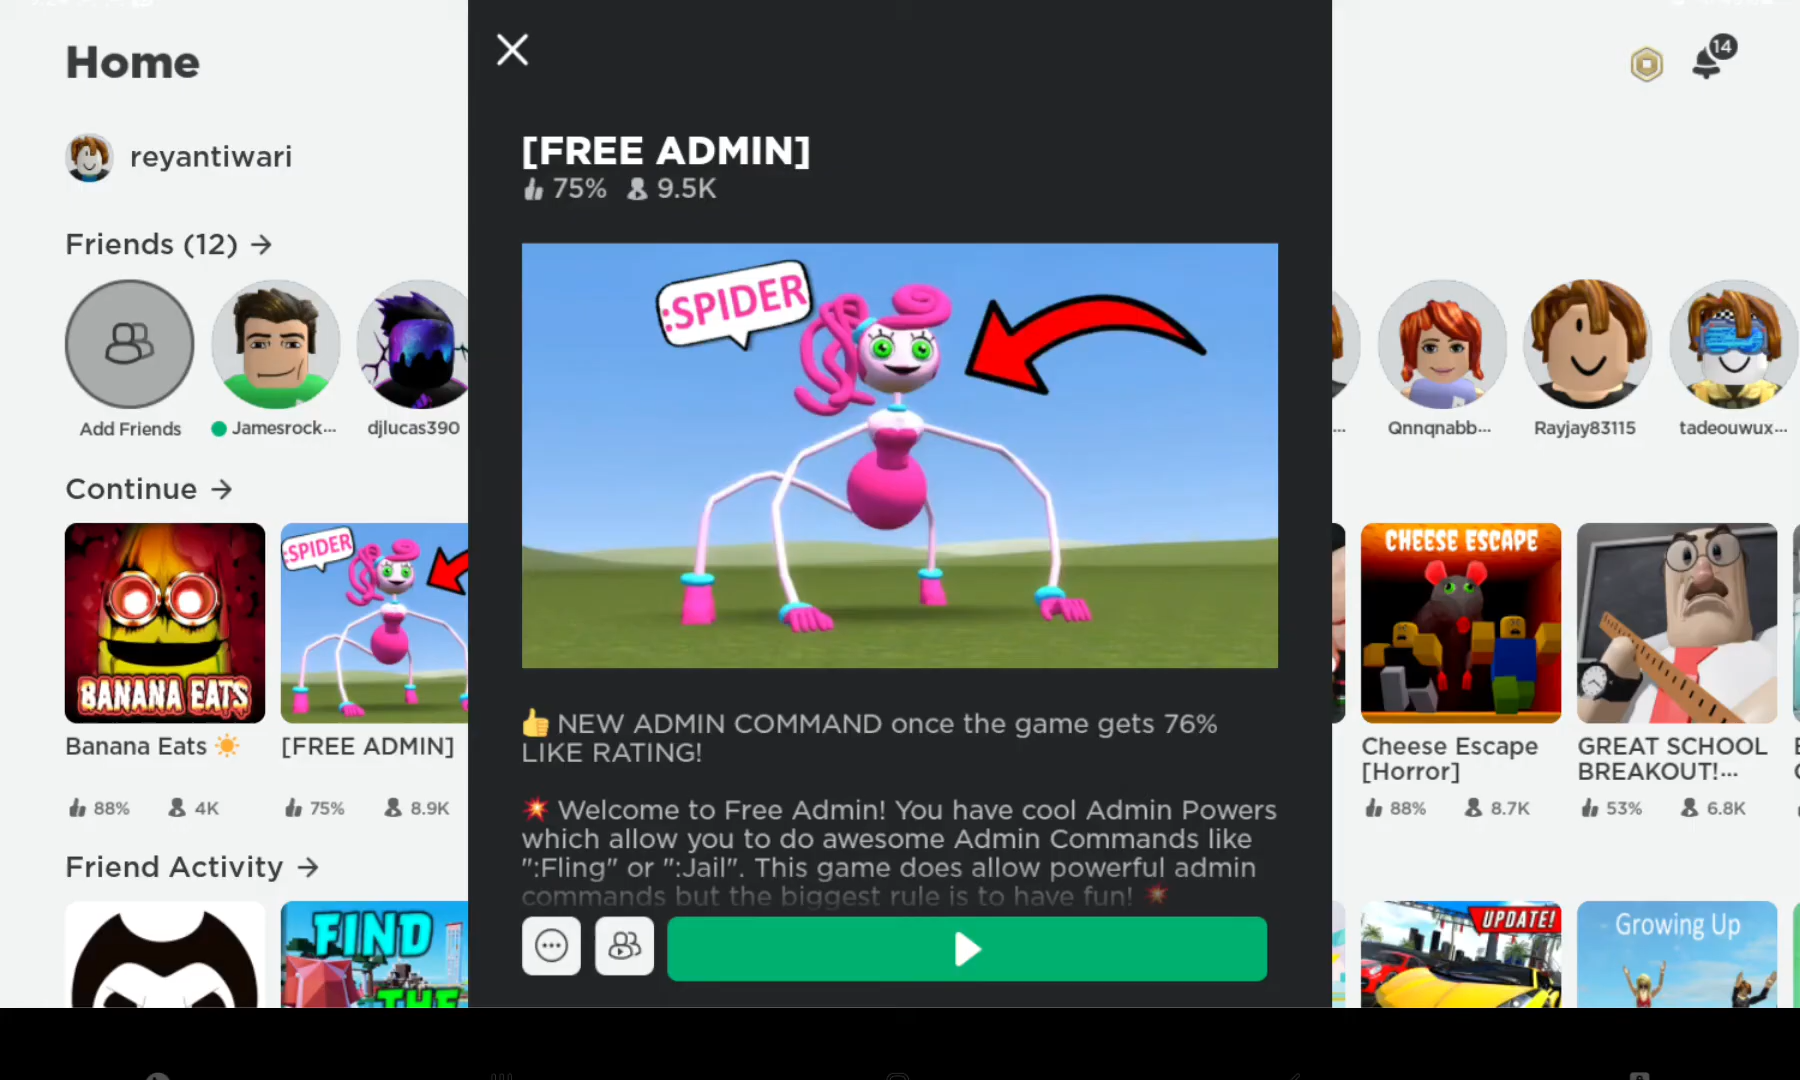 Home
14
reyantiwari
Friends (12) →
Add Friends
Jamesrock...
djlucas390
Continue →
BANANA EATS
:SPIDER
Banana Eats
[FREE ADMIN]
88% 4K
75% 8.9K
Friend Activity →
FIND
THE
[FREE ADMIN]
75% 9.5K
:SPIDER
👍 NEW ADMIN COMMAND once the game gets 76%
LIKE RATING!
💥 Welcome to Free Admin! You have cool Admin Powers
which allow you to do awesome Admin Commands like
":Fling" or ":Jail". This game does allow powerful admin
commands but the biggest rule is to have fun! 💥
...
Qnnqnabb...
Rayjay83115
tadeouwux...
CHEESE ESCAPE
Cheese Escape
[Horror]
GREAT SCHOOL
BREAKOUT!...
88% 8.7K
53% 6.8K
UPDATE!
Growing Up